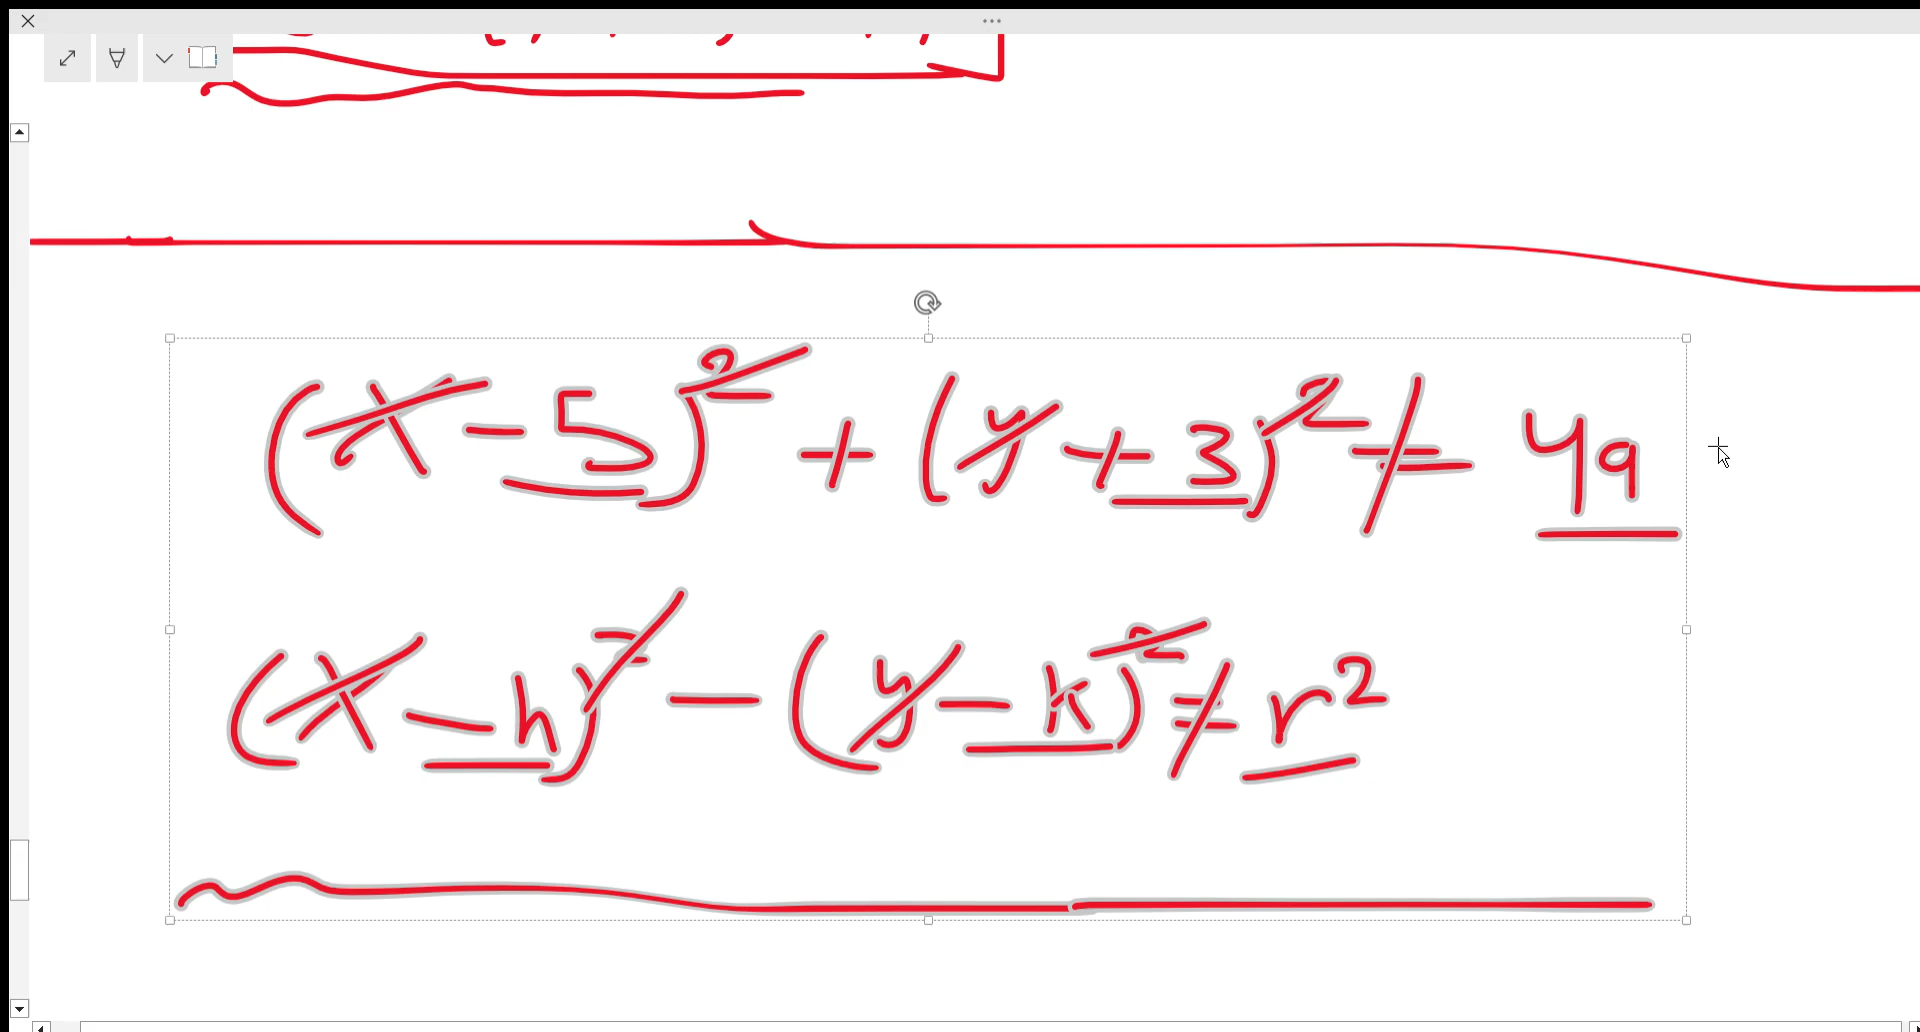 (x-5)² + (y+3)² = 49
(x-h)² - (y-k)² = r²